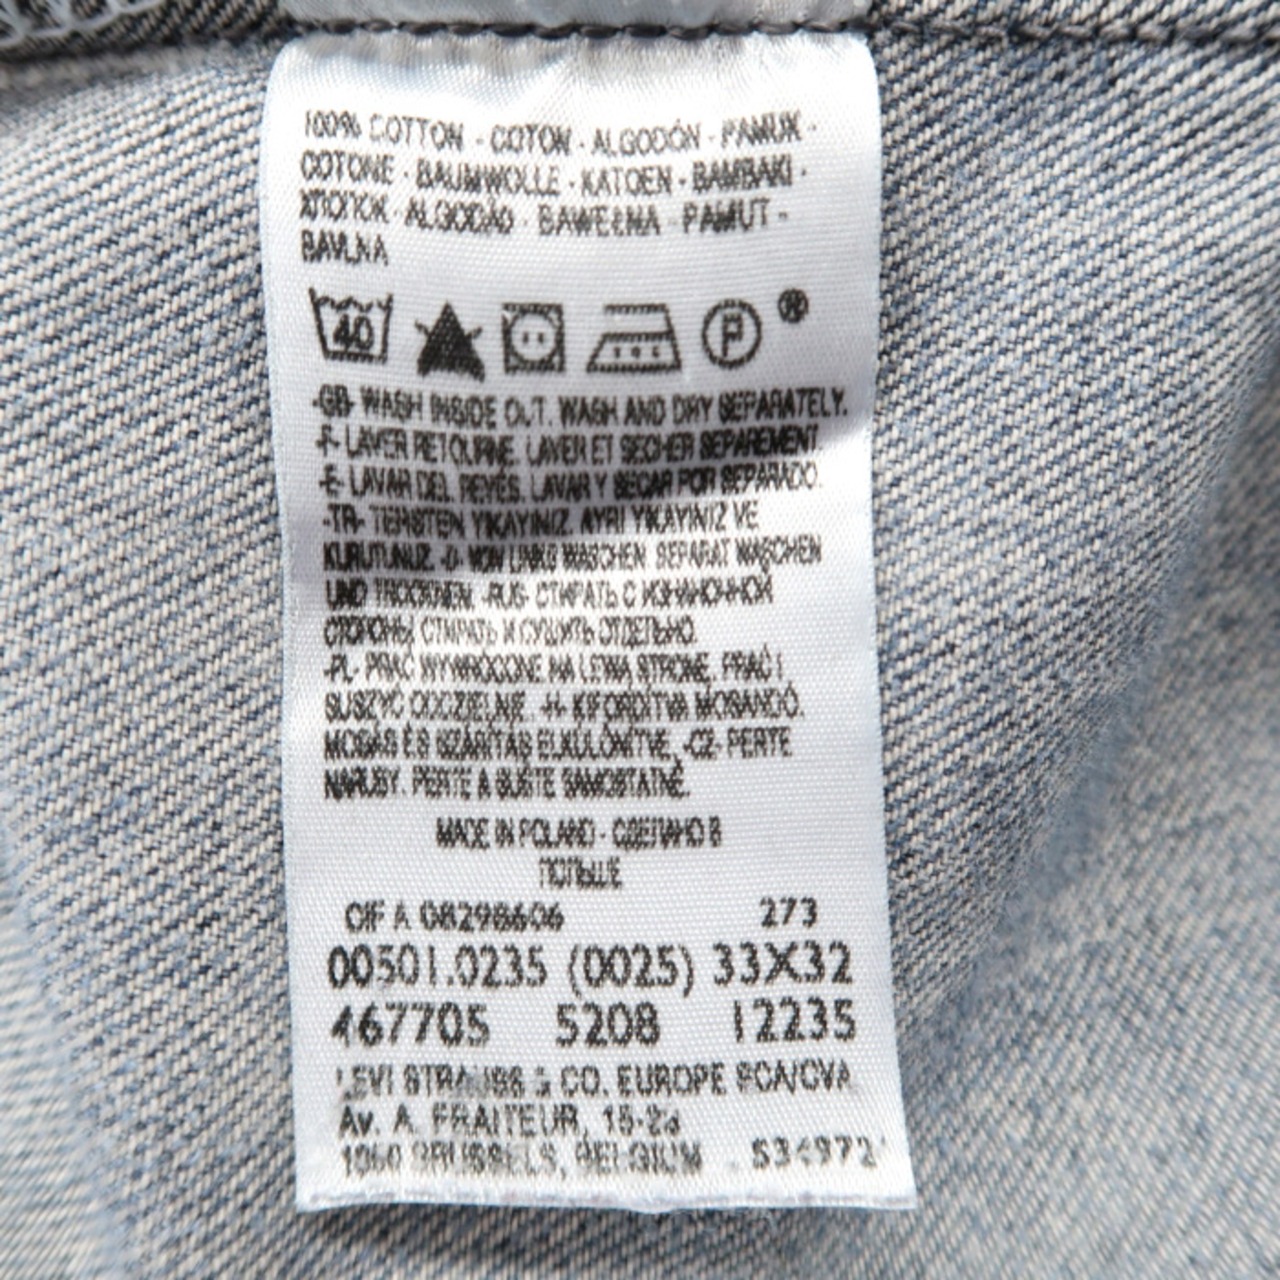 100% COTTON - COTON - ALGODÓN - PAMUK -
COTONE - BAUMWOLLE - KATOEN - BAMBAKI -
ХЛОПОК - ALGODÃO - BAWEŁNA - PAMUT -
BAVLNA
40 P ®
-GB- WASH INSIDE OUT. WASH AND DRY SEPARATELY.
-F- LAVER RETOURNE. LAVER ET SECHER SEPAREMENT.
-E- LAVAR DEL REVÉS. LAVAR Y SECAR POR SEPARADO.
-TR- TERSTEN YIKAYINIZ. AYRI YIKAYINIZ VE
KURUTUNUZ. -D- VON LINKS WASCHEN. SEPARAT WASCHEN
UND TROCKNEN. -RUS- СТИРАТЬ С ИЗНАНОЧНОЙ
СТОРОНЫ. СТИРАТЬ И СУШИТЬ ОТДЕЛЬНО.
-PL- PRAĆ WYWRÓCONE NA LEWĄ STRONĘ. PRAĆ I
SUSZYĆ ODDZIELNIE. -H- KIFORDÍTVA MOSANDÓ.
MOSÁS ÉS SZÁRÍTÁS ELKÜLÖNÍTVE. -CZ- PERTE
NARUBY. PERTE A SUŠTE SAMOSTATNĚ.
MADE IN POLAND - СДЕЛАНО В
ПОЛЬШЕ
CIF A 08298606 273
00501.0235 (0025) 33X32
467705 5208 12235
LEVI STRAUSS & CO. EUROPE SCA/CVA
Av. A. FRAITEUR, 15-23
1050 BRUSSELS, BELGIUM